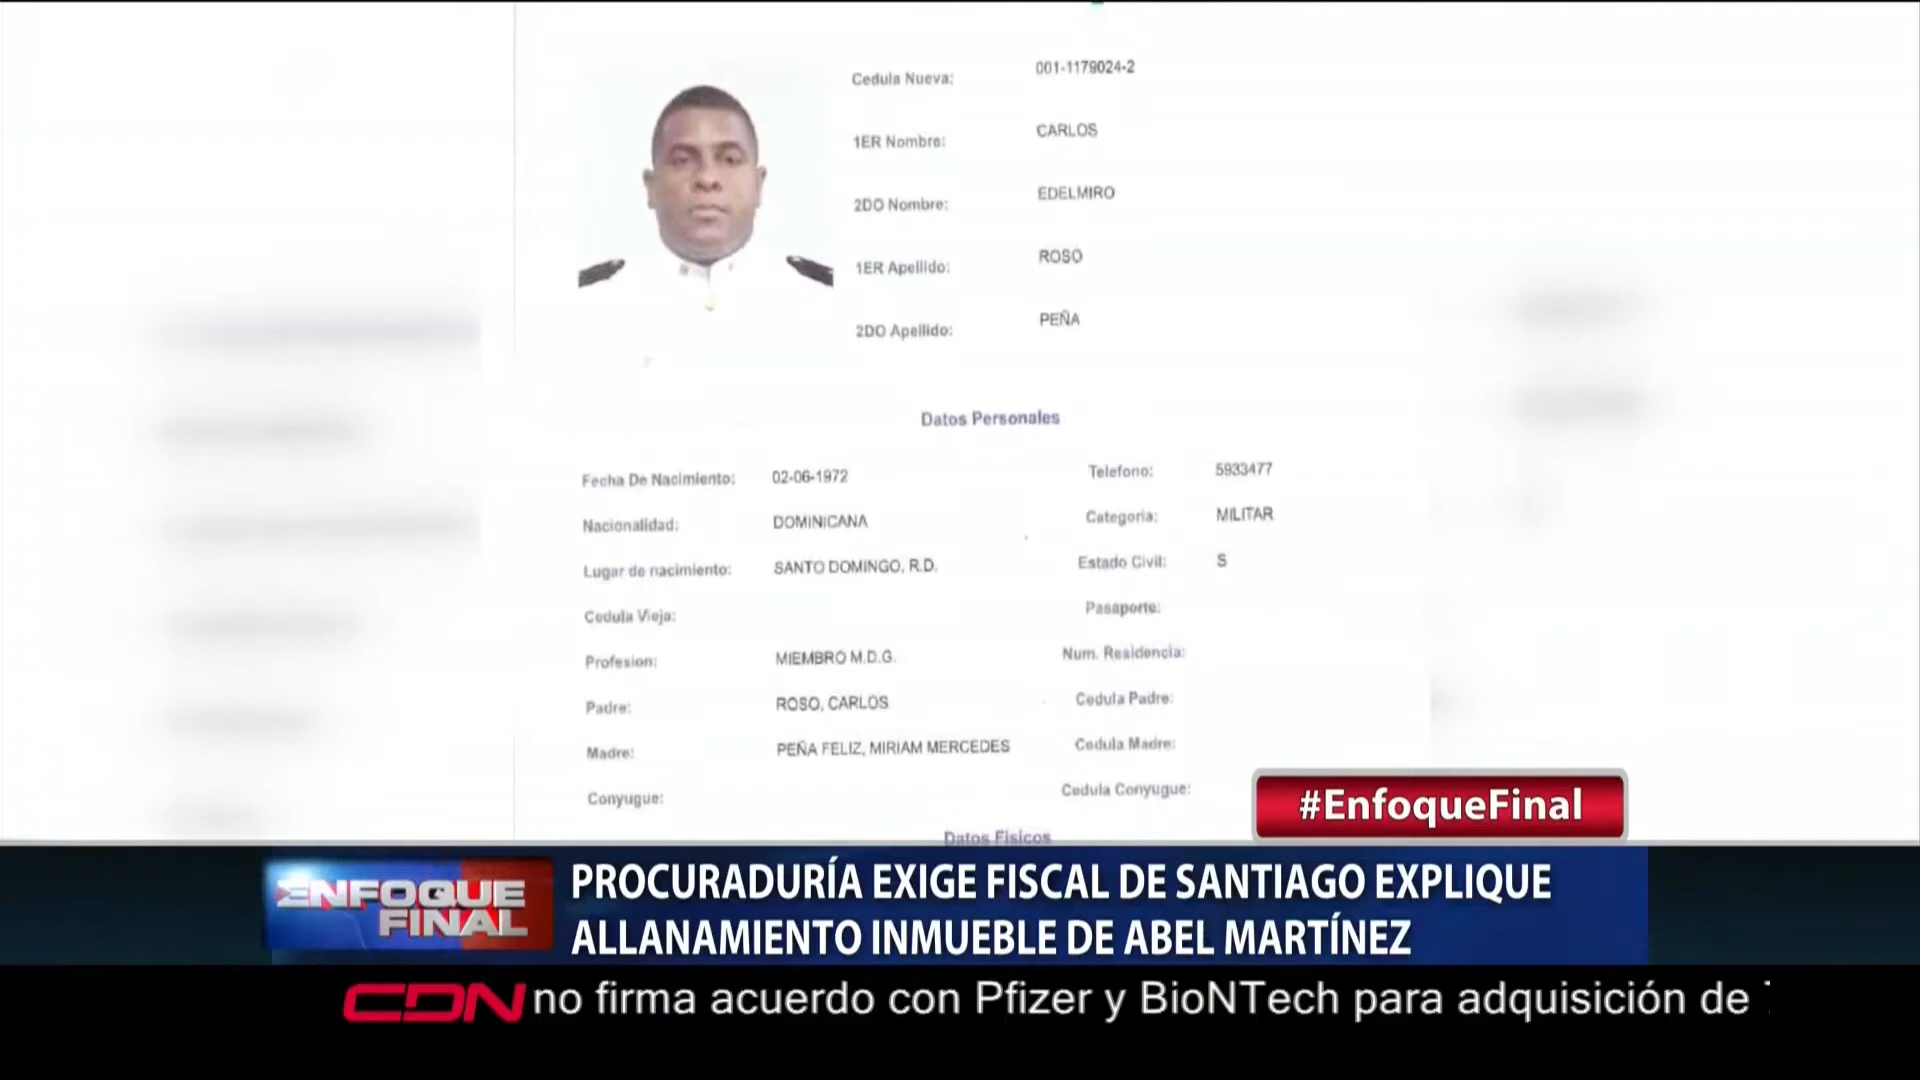 Cedula Nueva: 001-1179024-2
1ER Nombre: CARLOS
2DO Nombre: EDELMIRO
1ER Apellido: ROSO
2DO Apellido: PEÑA
Datos Personales
Fecha De Nacimiento: 02-06-1972 Telefono: 5933477
Nacionalidad: DOMINICANA Categoria: MILITAR
Lugar de nacimiento: SANTO DOMINGO, R.D. Estado Civil: S
Cedula Vieja: Pasaporte:
Profesion: MIEMBRO M.D.G. Num. Residencia:
Padre: ROSO, CARLOS Cedula Padre:
Madre: PEÑA FELIZ, MIRIAM MERCEDES Cedula Madre:
Conyugue: Cedula Conyugue:
Datos Fisicos
#EnfoqueFinal
ENFOQUE
FINAL
PROCURADURÍA EXIGE FISCAL DE SANTIAGO EXPLIQUE
ALLANAMIENTO INMUEBLE DE ABEL MARTÍNEZ
CDN no firma acuerdo con Pfizer y BioNTech para adquisición de